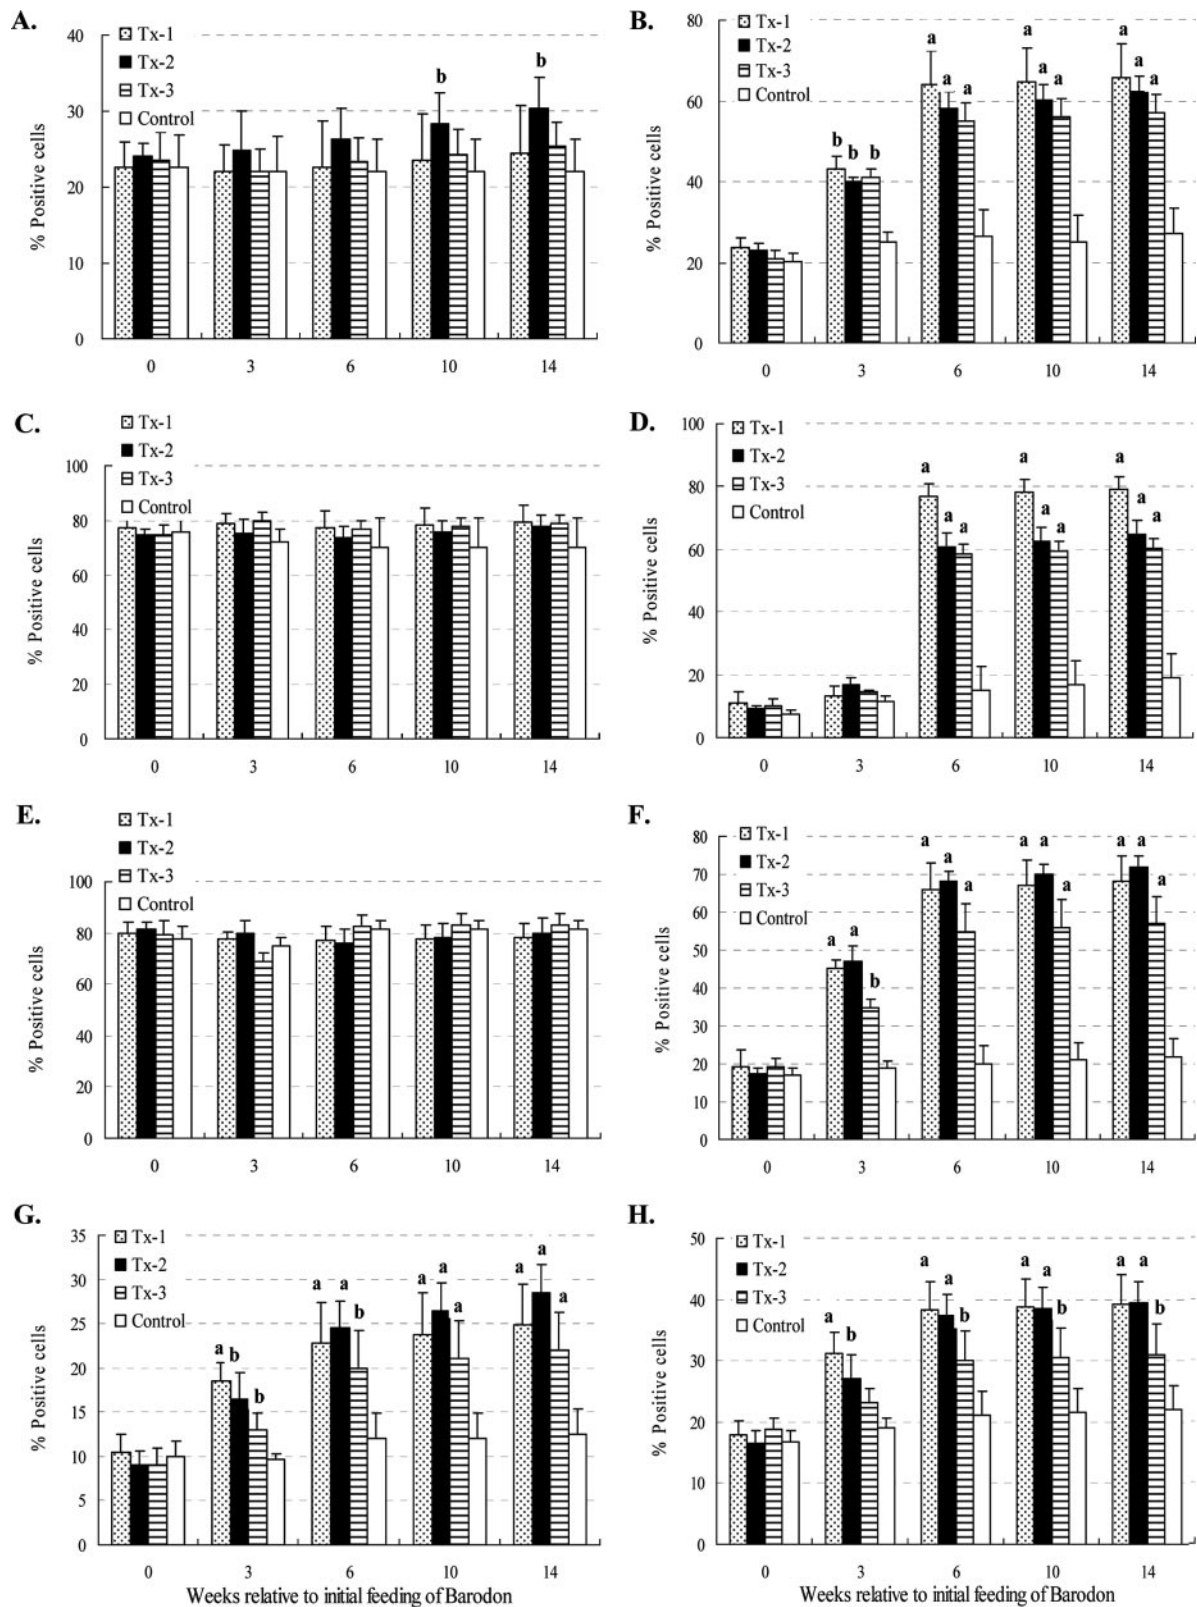 A.
Tx-1
Tx-2
Tx-3
Control
40
30
20
10
0
% Positive cells
b
b
0 3 6 10 14
B.
Tx-1
Tx-2
Tx-3
Control
80
60
40
20
0
% Positive cells
b b b
a a a
a a a
a a a
0 3 6 10 14
C.
Tx-1
Tx-2
Tx-3
Control
100
80
60
40
20
0
% Positive cells
0 3 6 10 14
D.
Tx-1
Tx-2
Tx-3
Control
100
80
60
40
20
0
% Positive cells
a a a
a a a
a a a
0 3 6 10 14
E.
Tx-1
Tx-2
Tx-3
Control
100
80
60
40
20
0
% Positive cells
0 3 6 10 14
F.
Tx-1
Tx-2
Tx-3
Control
80
70
60
50
40
30
20
10
0
% Positive cells
a a b
a a a
a a a
a a a
0 3 6 10 14
G.
Tx-1
Tx-2
Tx-3
Control
35
30
25
20
15
10
5
0
% Positive cells
a b b
a a b
a a a
a a a
0 3 6 10 14
Weeks relative to initial feeding of Barodon
H.
Tx-1
Tx-2
Tx-3
Control
50
40
30
20
10
0
% Positive cells
a b
a a b
a a b
a a b
0 3 6 10 14
Weeks relative to initial feeding of Barodon